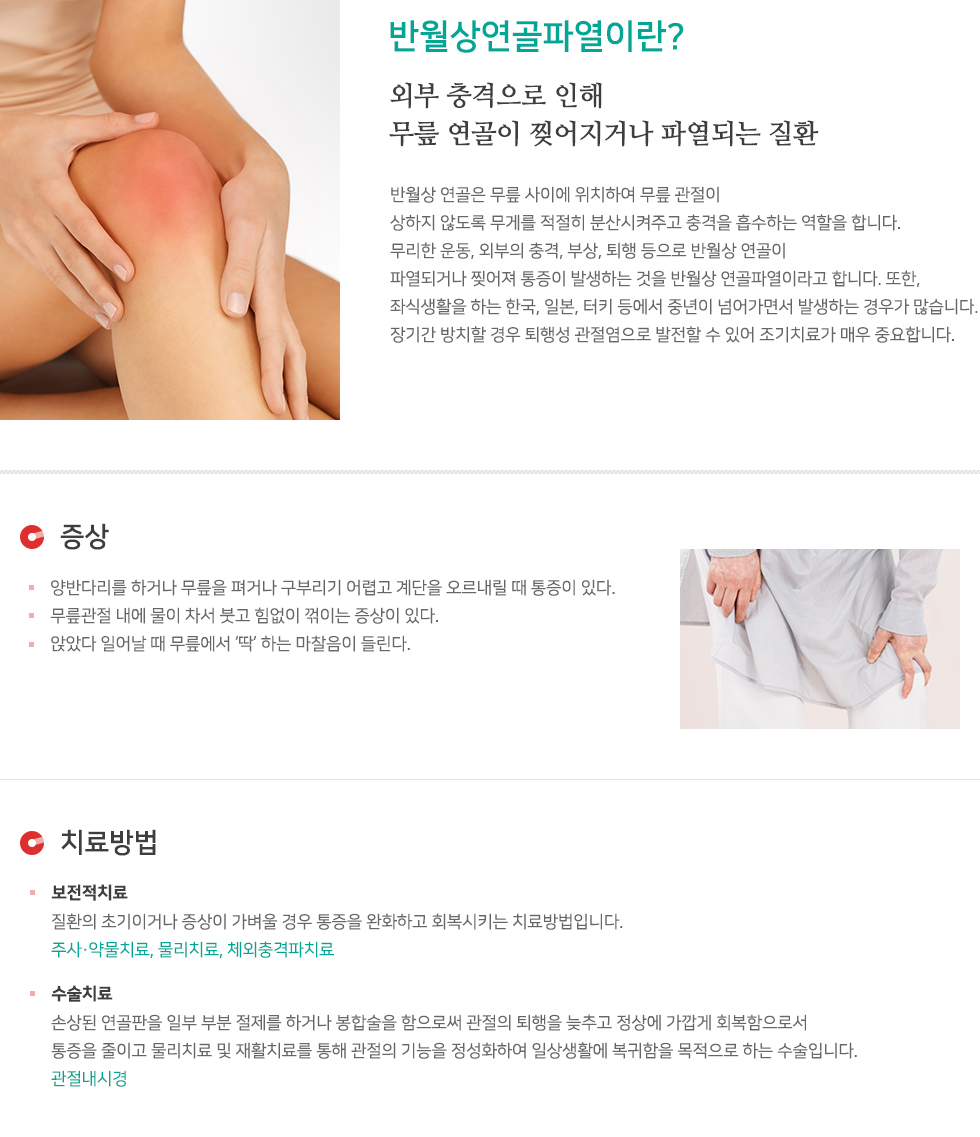 반월상연골파열이란?
외부 충격으로 인해
무릎 연골이 찢어지거나 파열되는 질환
반월상 연골은 무릎 사이에 위치하여 무릎 관절이
상하지 않도록 무게를 적절히 분산시켜주고 충격을 흡수하는 역할을 합니다.
무리한 운동, 외부의 충격, 부상, 퇴행 등으로 반월상 연골이
파열되거나 찢어져 통증이 발생하는 것을 반월상 연골파열이라고 합니다. 또한,
좌식생활을 하는 한국, 일본, 터키 등에서 중년이 넘어가면서 발생하는 경우가 많습니다.
장기간 방치할 경우 퇴행성 관절염으로 발전할 수 있어 조기치료가 매우 중요합니다.
증상
양반다리를 하거나 무릎을 펴거나 구부리기 어렵고 계단을 오르내릴 때 통증이 있다.
무릎관절 내에 물이 차서 붓고 힘없이 꺾이는 증상이 있다.
앉았다 일어날 때 무릎에서 ‘딱’ 하는 마찰음이 들린다.
치료방법
보전적치료
질환의 초기이거나 증상이 가벼울 경우 통증을 완화하고 회복시키는 치료방법입니다.
주사·약물치료, 물리치료, 체외충격파치료
수술치료
손상된 연골판을 일부 부분 절제를 하거나 봉합술을 함으로써 관절의 퇴행을 늦추고 정상에 가깝게 회복함으로서
통증을 줄이고 물리치료 및 재활치료를 통해 관절의 기능을 정성화하여 일상생활에 복귀함을 목적으로 하는 수술입니다.
관절내시경